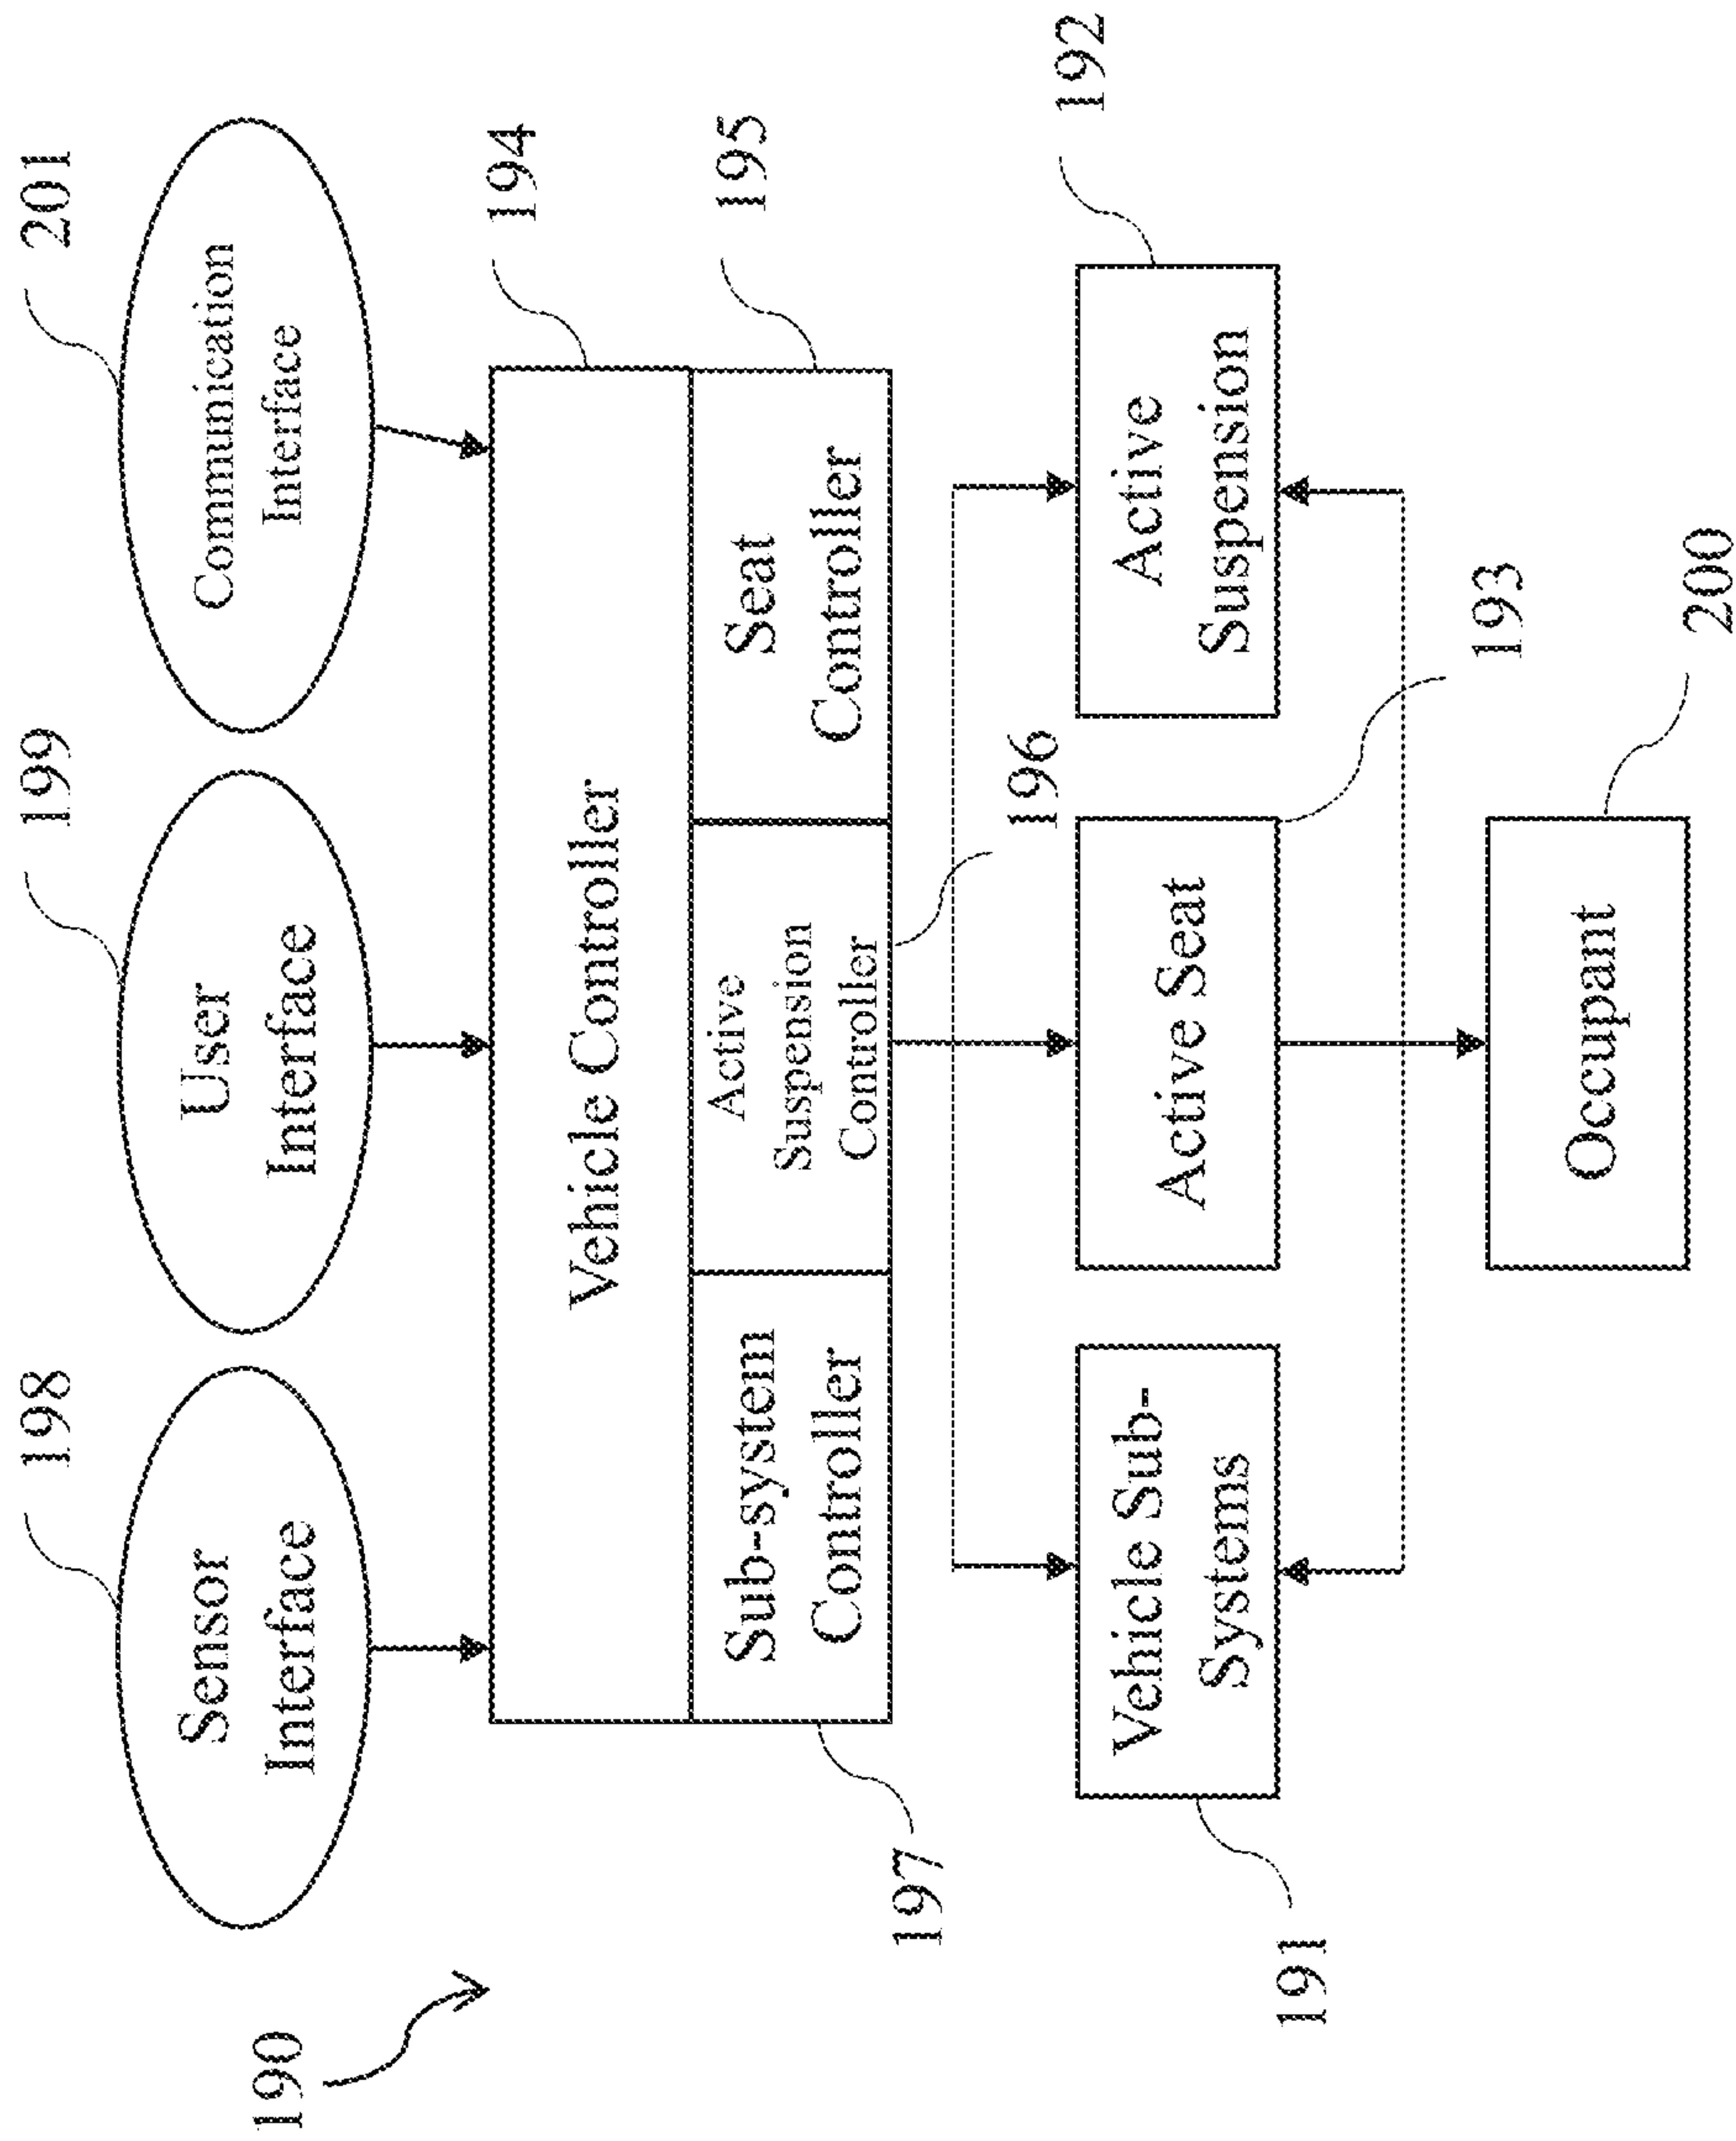 198
199
201
Sensor
Interface
User
Interface
Communication
Interface
190
194
Vehicle Controller
195
197
Sub-system
Controller
Active
Suspension
Controller
Seat
Controller
196
192
191
Vehicle Sub-
Systems
Active Seat
Active
Suspension
193
Occupant
200